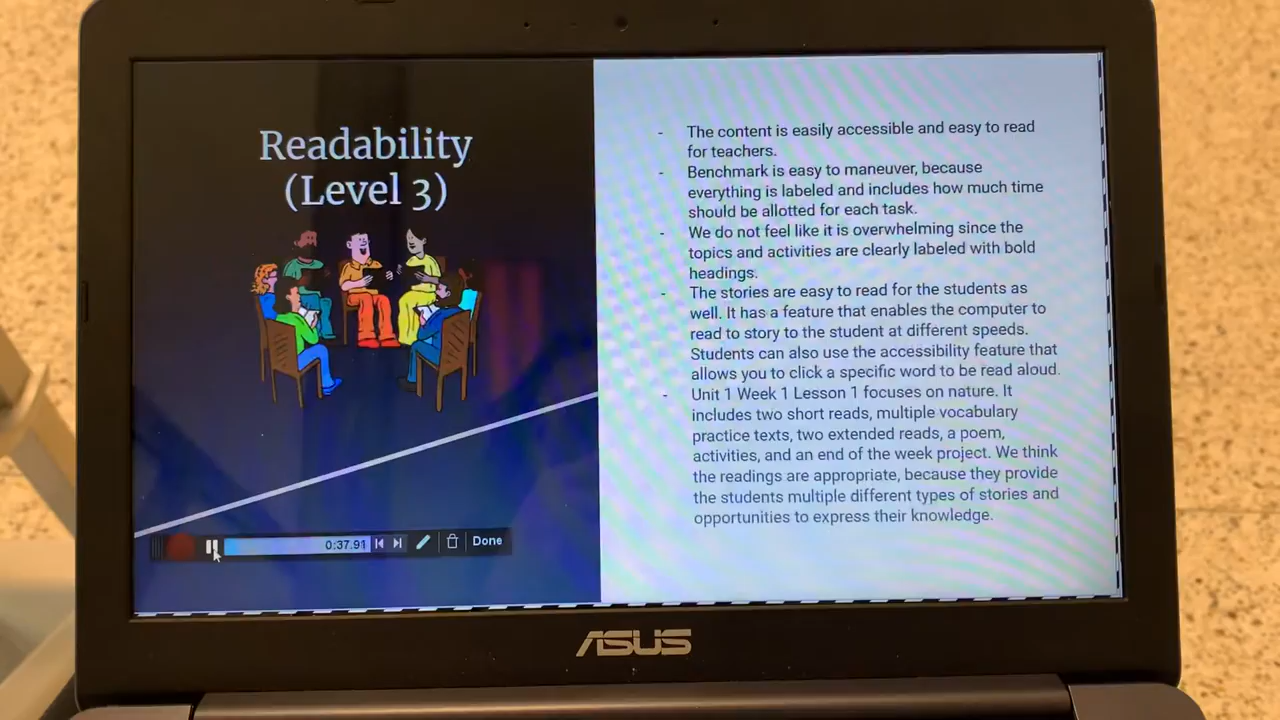 Readability
(Level 3)
- The content is easily accessible and easy to read
for teachers.
- Benchmark is easy to maneuver, because
everything is labeled and includes how much time
should be allotted for each task.
- We do not feel like it is overwhelming since the
topics and activities are clearly labeled with bold
headings.
- The stories are easy to read for the students as
well. It has a feature that enables the computer to
read to story to the student at different speeds.
Students can also use the accessibility feature that
allows you to click a specific word to be read aloud.
- Unit 1 Week 1 Lesson 1 focuses on nature. It
includes two short reads, multiple vocabulary
practice texts, two extended reads, a poem,
activities, and an end of the week project. We think
the readings are appropriate, because they provide
the students multiple different types of stories and
opportunities to express their knowledge.
0:37.91 Done
ASUS